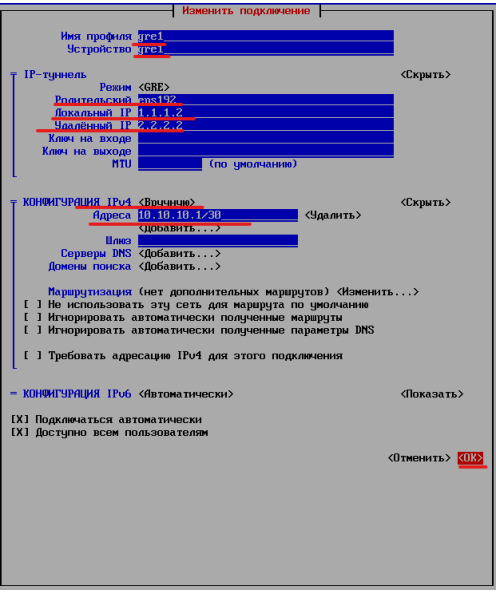 Изменить подключение
Имя профиля gre1
Устройство gre1
IP-туннель <Скрыть>
Режим <GRE>
Родительский ens192
Локальный IP 1.1.1.2
Удалённый IP 2.2.2.2
Ключ на входе
Ключ на выходе
MTU (по умолчанию)
КОНФИГУРАЦИЯ IPv4 <Вручную> <Скрыть>
Адреса 10.10.10.1/30 <Удалить>
<Добавить...>
Шлюз
Серверы DNS <Добавить...>
Домены поиска <Добавить...>
Маршрутизация (нет дополнительных маршрутов) <Изменить...>
[ ] Не использовать эту сеть для маршрута по умолчанию
[ ] Игнорировать автоматически полученные маршруты
[ ] Игнорировать автоматически полученные параметры DNS
[ ] Требовать адресацию IPv4 для этого подключения
КОНФИГУРАЦИЯ IPv6 <Автоматически> <Показать>
[X] Подключаться автоматически
[X] Доступно всем пользователям
<Отменить> <OK>